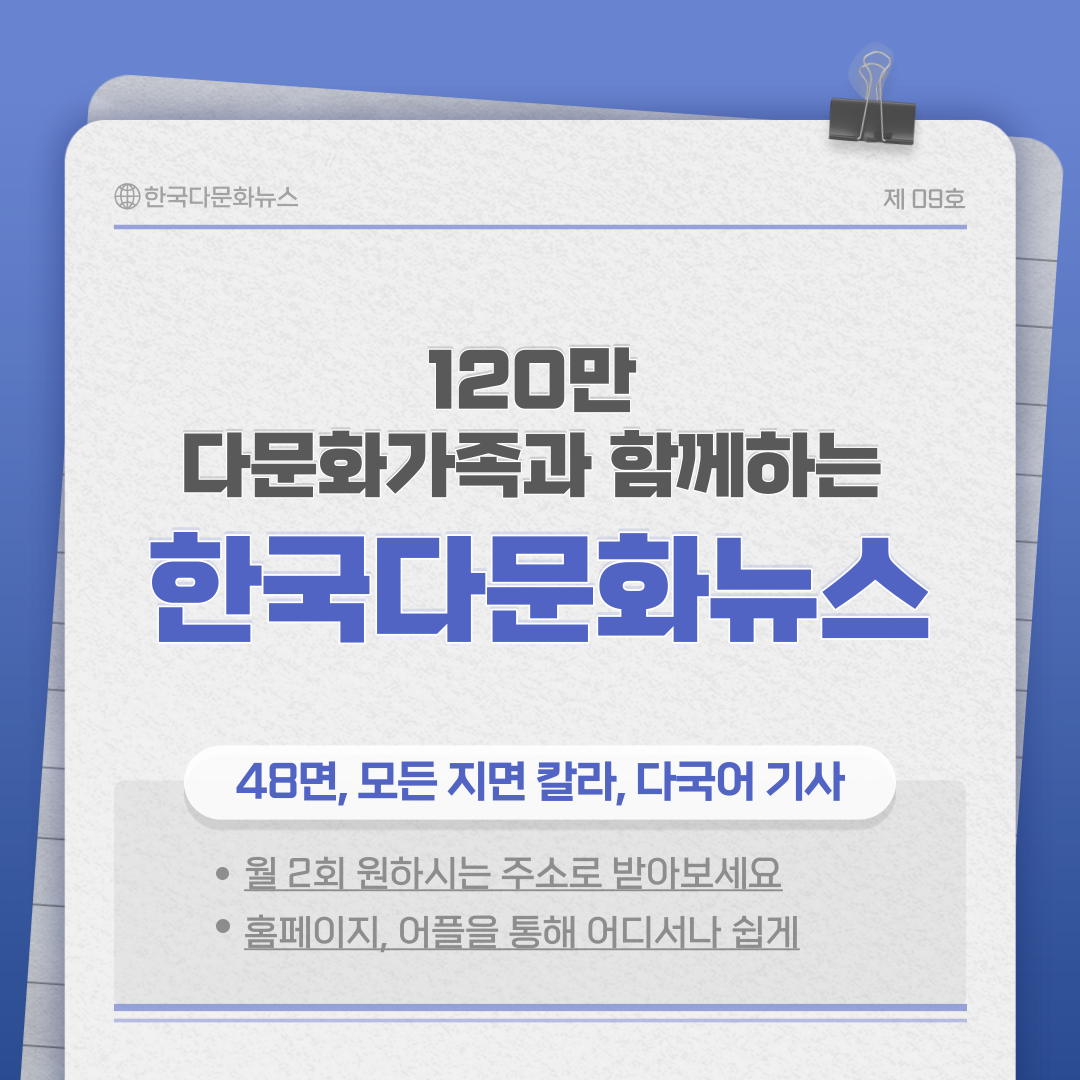 한국다문화뉴스
제 09호
120만
다문화가족과 함께하는
한국다문화뉴스
48면, 모든 지면 칼라, 다국어 기사
• 월 2회 원하시는 주소로 받아보세요
• 홈페이지, 어플을 통해 어디서나 쉽게